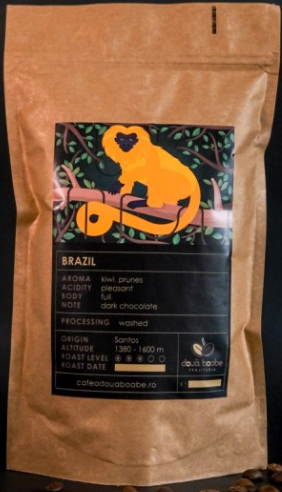 BRAZIL
AROMA kiwi, prunes
ACIDITY pleasant
BODY full
NOTE dark chocolate
PROCESSING washed
ORIGIN Santos
ALTITUDE 1380 - 1600 m
ROAST LEVEL
ROAST DATE
două boabe
cafeadouaboabe.ro